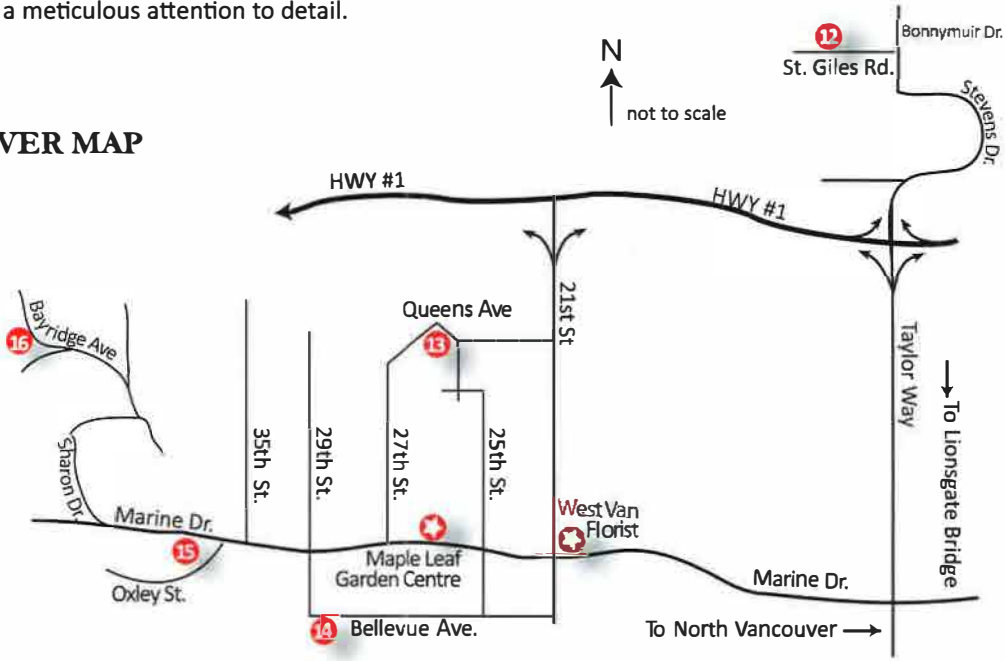 a meticulous attention to detail.
12
Bonnymuir Dr.
St. Giles Rd.
N
not to scale
Stevens Dr.
VER MAP
HWY #1
HWY #1
Queens Ave
21st St
13
Bayridge Ave
16
Taylor Way
To Lionsgate Bridge
35th St.
29th St.
27th St.
25th St.
Sharon Dr.
West Van
Florist
Marine Dr.
15
Maple Leaf
Garden Centre
Oxley St.
Marine Dr.
14
Bellevue Ave.
To North Vancouver